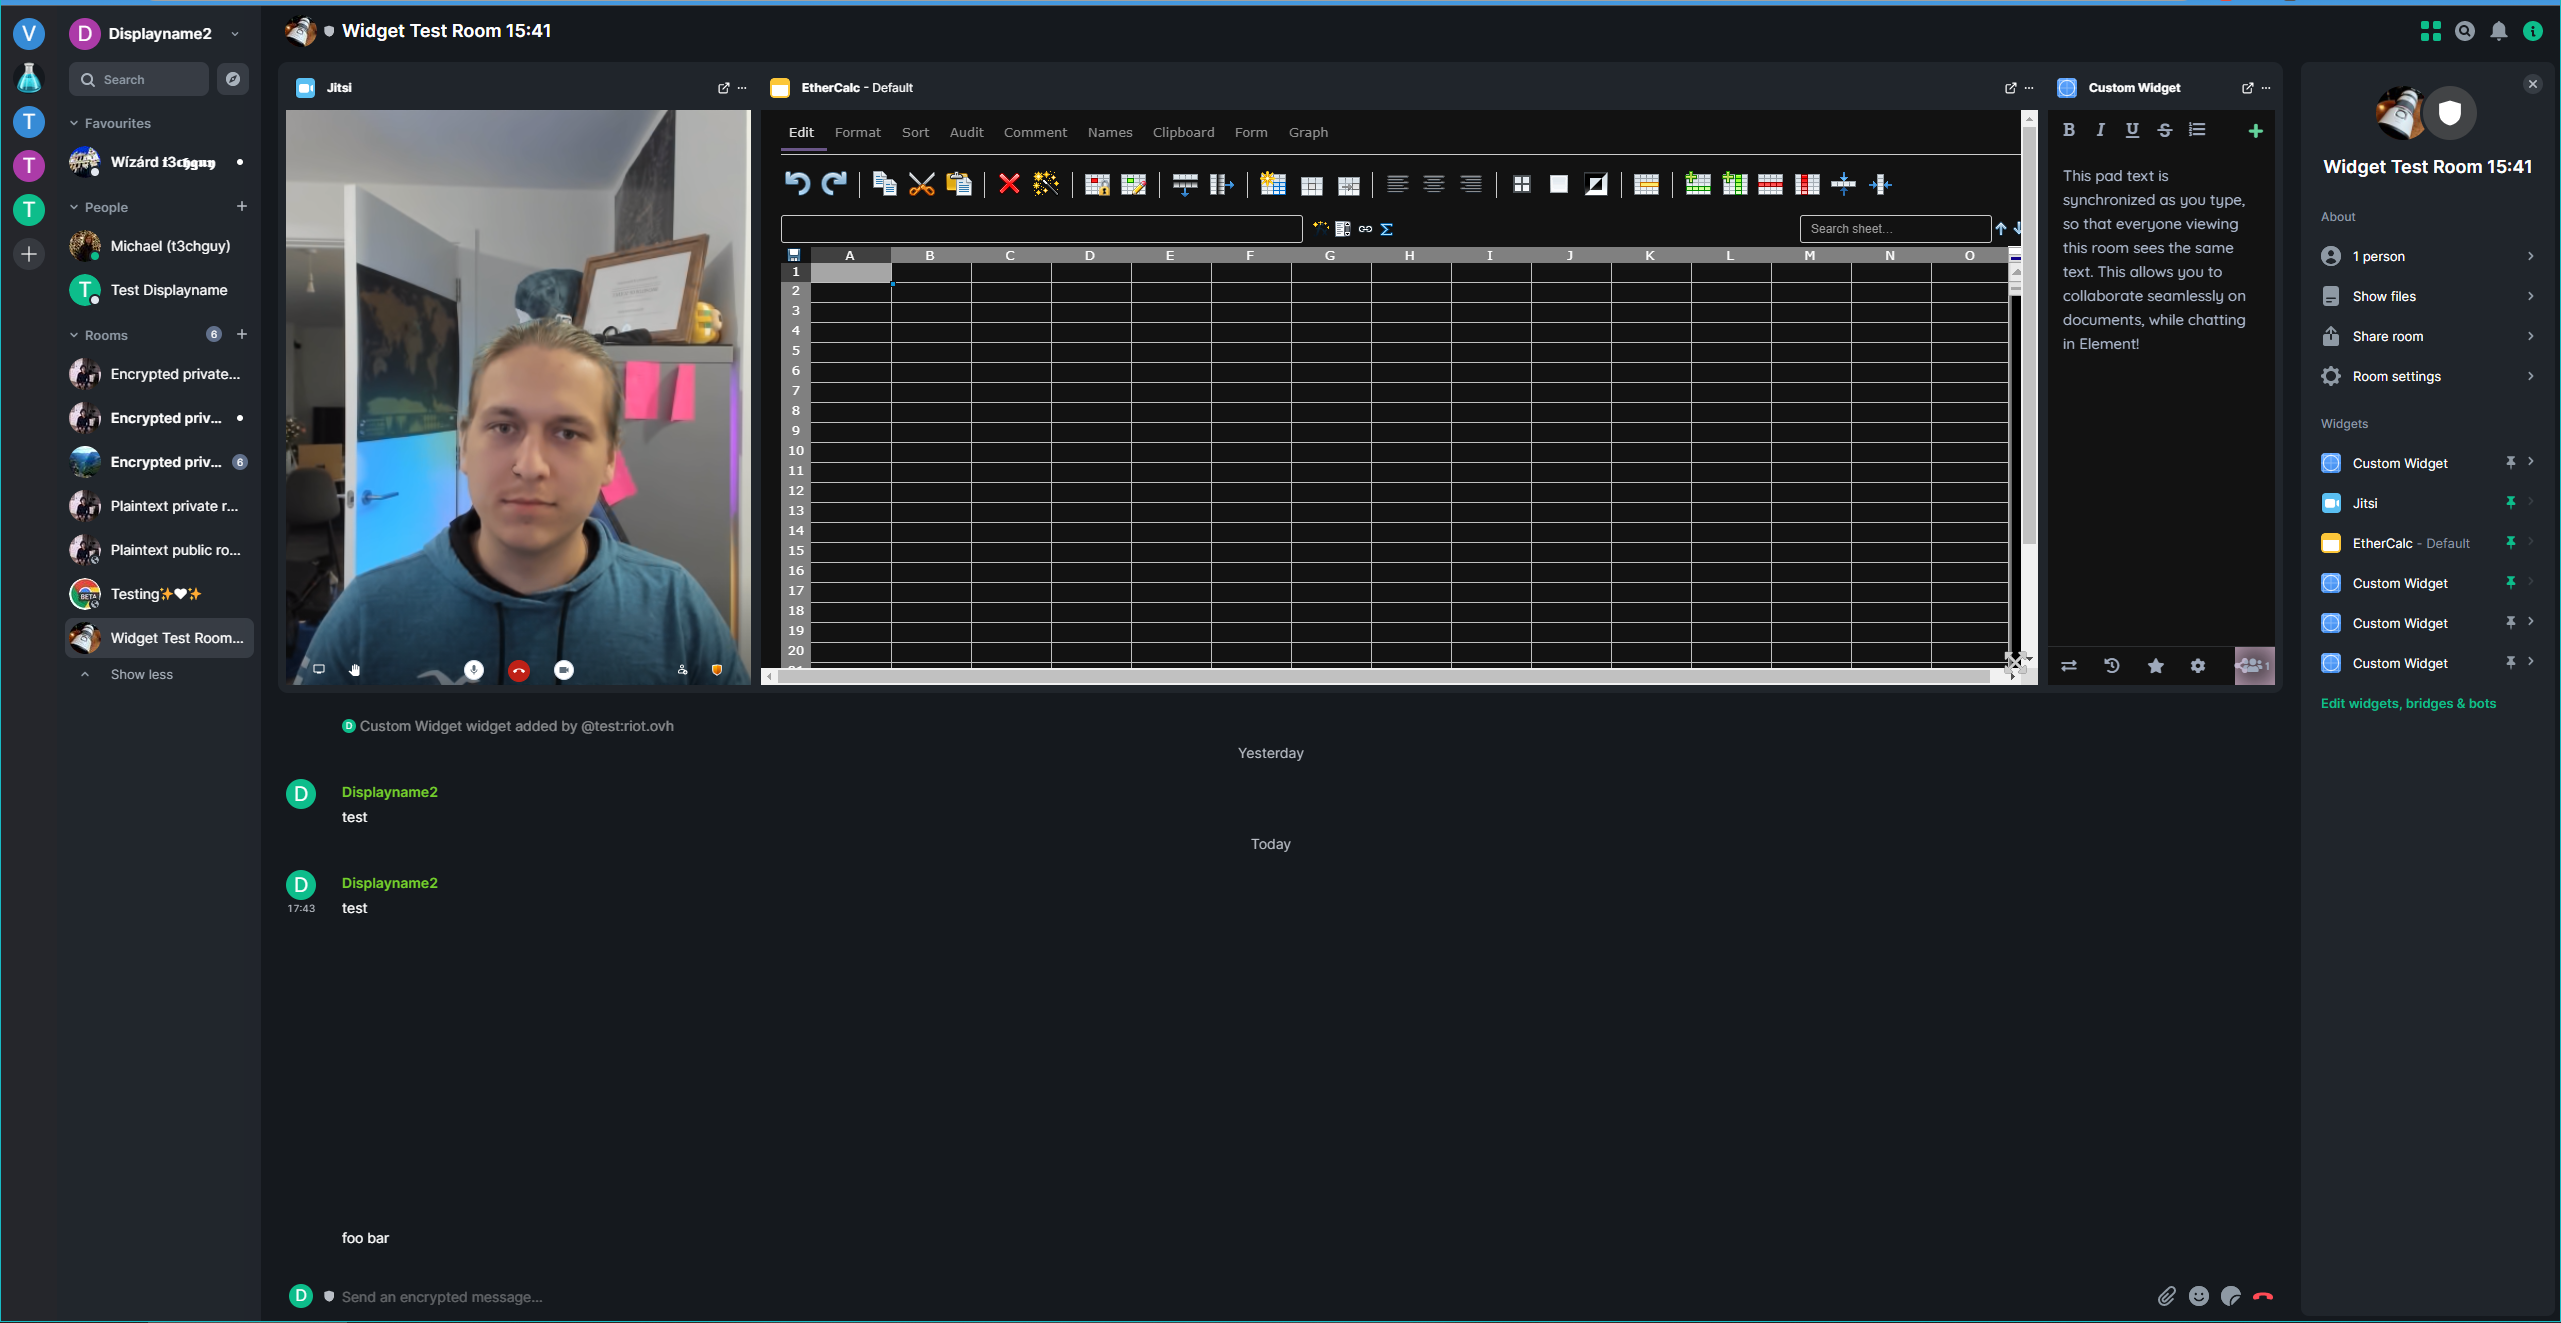 V
T
T
T
D Displayname2
Search
Favourites
Wízárd t3chguy
People
Michael (t3chguy)
T Test Displayname
Rooms 6
Encrypted private...
Encrypted priv...
Encrypted priv... 6
Plaintext private r...
Plaintext public ro...
BETA Testing✨🤍✨
Widget Test Room...
Show less
Widget Test Room 15:41
Jitsi
EtherCalc - Default
Edit Format Sort Audit Comment Names Clipboard Form Graph
Search sheet...
A B C D E F G H I J K L M N O
1
2
3
4
5
6
7
8
9
10
11
12
13
14
15
16
17
18
19
20
Custom Widget
B I U S
This pad text is
synchronized as you type,
so that everyone viewing
this room sees the same
text. This allows you to
collaborate seamlessly on
documents, while chatting
in Element!
1
D Custom Widget widget added by @test:riot.ovh
Yesterday
D Displayname2
test
Today
D Displayname2
17:43 test
foo bar
D Send an encrypted message...
Widget Test Room 15:41
About
1 person
Show files
Share room
Room settings
Widgets
Custom Widget
Jitsi
EtherCalc - Default
Custom Widget
Custom Widget
Custom Widget
Edit widgets, bridges & bots